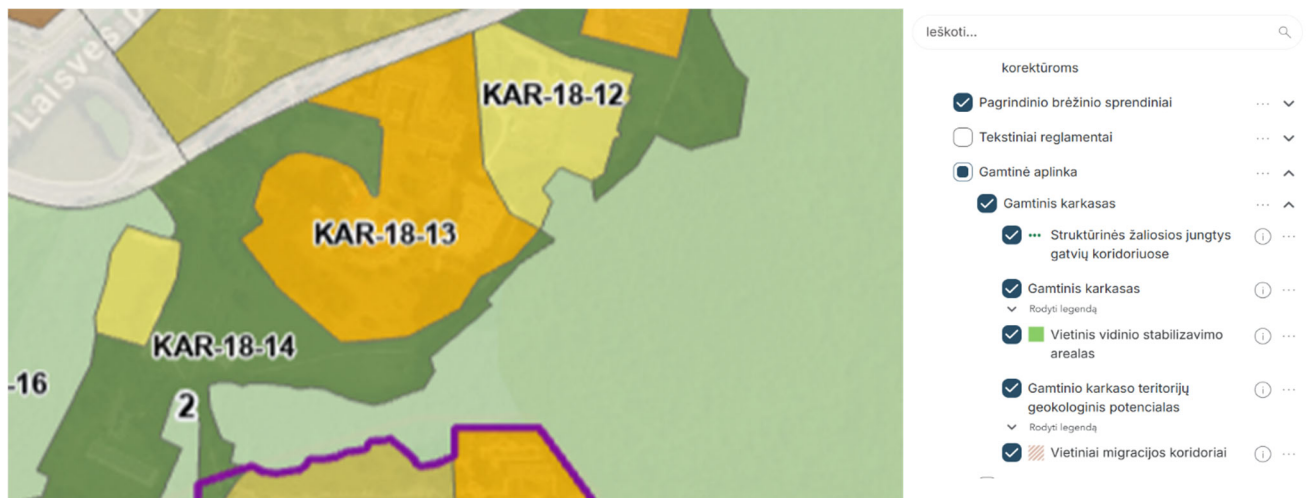 Laisvės
KAR-18-12
KAR-18-13
KAR-18-14
-16
2
Ieškoti...
korektūroms
Pagrindinio brėžinio sprendiniai
Tekstiniai reglamentai
Gamtinė aplinka
Gamtinis karkasas
Struktūrinės žaliosios jungtys
gatvių koridoriuose
Gamtinis karkasas
Rodyti legendą
Vietinis vidinio stabilizavimo
arealas
Gamtinio karkaso teritorijų
geokologinis potencialas
Rodyti legendą
Vietiniai migracijos koridoriai